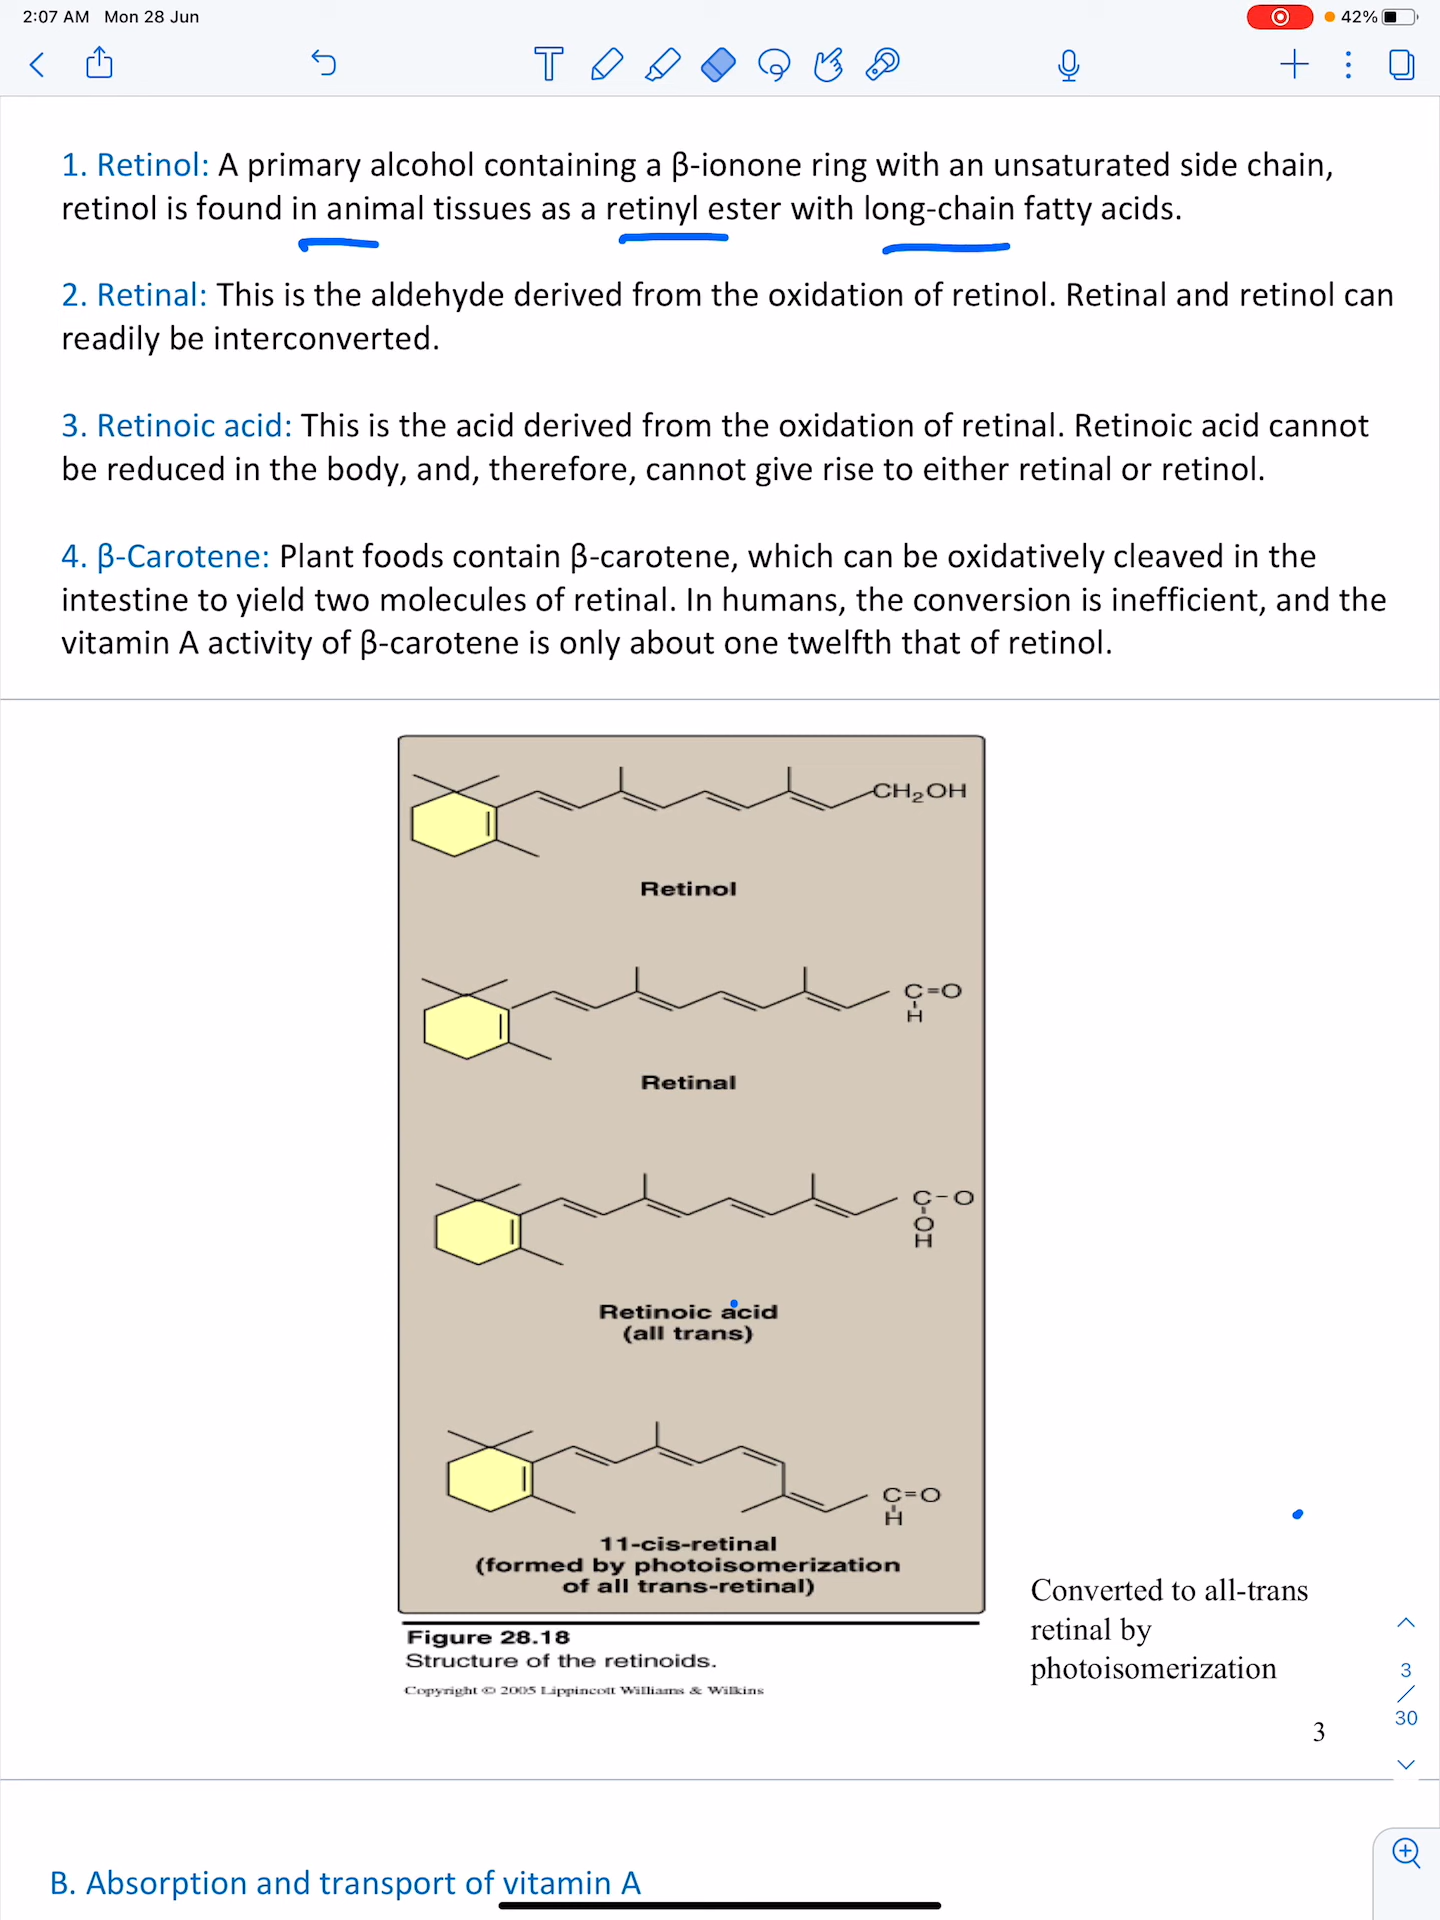 2:07 AM Mon 28 Jun
42%
1. Retinol: A primary alcohol containing a β-ionone ring with an unsaturated side chain,
retinol is found in animal tissues as a retinyl ester with long-chain fatty acids.
2. Retinal: This is the aldehyde derived from the oxidation of retinol. Retinal and retinol can
readily be interconverted.
3. Retinoic acid: This is the acid derived from the oxidation of retinal. Retinoic acid cannot
be reduced in the body, and, therefore, cannot give rise to either retinal or retinol.
4. β-Carotene: Plant foods contain β-carotene, which can be oxidatively cleaved in the
intestine to yield two molecules of retinal. In humans, the conversion is inefficient, and the
vitamin A activity of β-carotene is only about one twelfth that of retinol.
CH₂OH
Retinol
C=O
H
Retinal
C-O
O
H
Retinoic acid
(all trans)
C=O
H
11-cis-retinal
(formed by photoisomerization
of all trans-retinal)
Figure 28.18
Structure of the retinoids.
Copyright © 2005 Lippincott Williams & Wilkins
Converted to all-trans
retinal by
photoisomerization
3
3
/
30
B. Absorption and transport of vitamin A